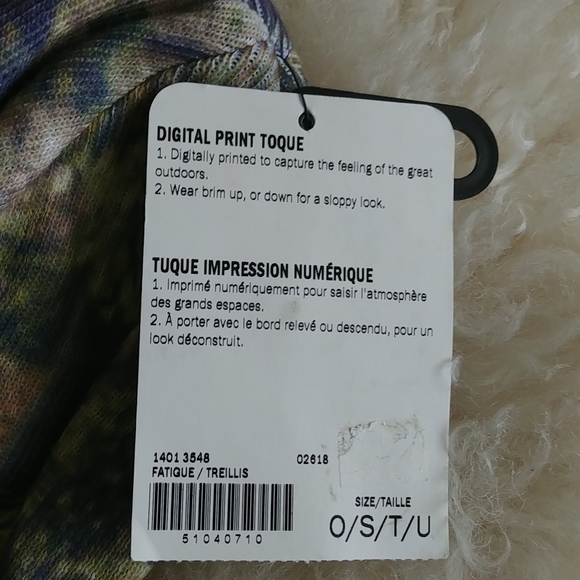 DIGITAL PRINT TOQUE
1. Digitally printed to capture the feeling of the great
outdoors.
2. Wear brim up, or down for a sloppy look.
TUQUE IMPRESSION NUMÉRIQUE
1. Imprimé numériquement pour saisir l'atmosphère
des grands espaces.
2. À porter avec le bord relevé ou descendu, pour un
look déconstruit.
1401 3548 02618
FATIGUE / TREILLIS
51040710
SIZE/TAILLE
O/S/T/U